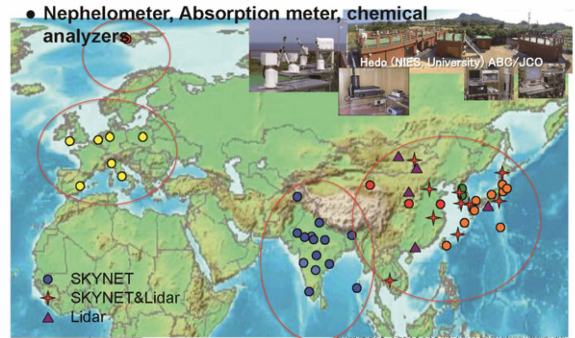 ● Nephelometer, Absorption meter, chemical
analyzers
Hedo (NIES, University) ABC/JCO
SKYNET
SKYNET&Lidar
Lidar